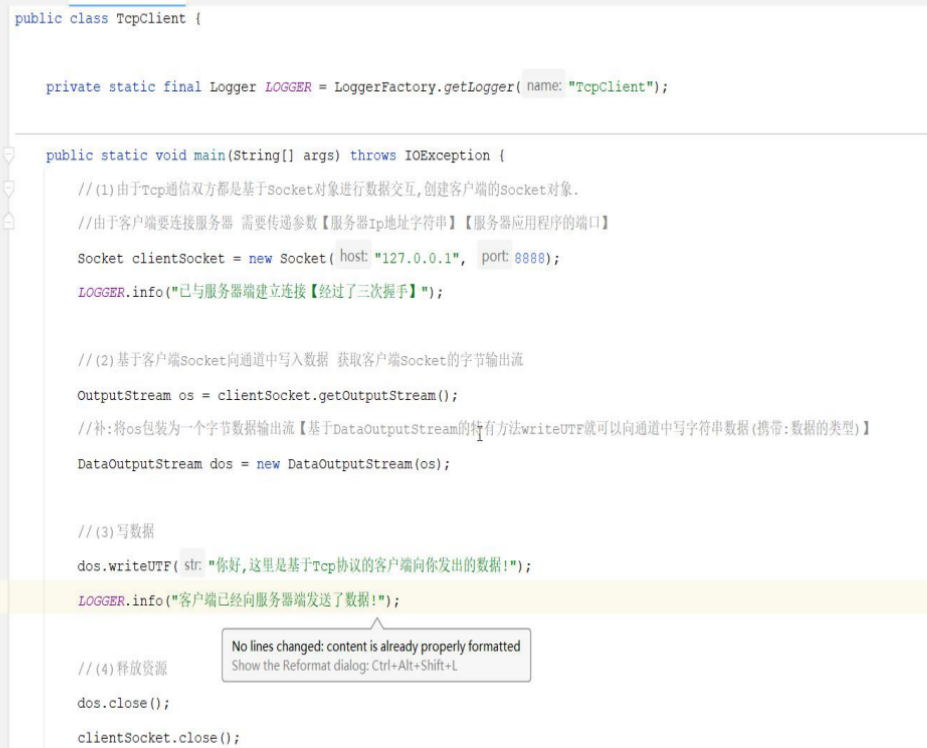 public class TcpClient {
private static final Logger LOGGER = LoggerFactory.getLogger( name: "TcpClient");
public static void main(String[] args) throws IOException {
//(1)由于Tcp通信双方都是基于Socket对象进行数据交互,创建客户端的Socket对象.
//由于客户端要连接服务器 需要传递参数【服务器Ip地址字符串】【服务器应用程序的端口】
Socket clientSocket = new Socket( host: "127.0.0.1", port: 8888);
LOGGER.info("已与服务器端建立连接【经过了三次握手】");
//(2)基于客户端Socket向通道中写入数据 获取客户端Socket的字节输出流
OutputStream os = clientSocket.getOutputStream();
//补:将os包装为一个字节数据输出流【基于DataOutputStream的特有方法writeUTF就可以向通道中写字符串数据(携带:数据的类型)】
DataOutputStream dos = new DataOutputStream(os);
//(3)写数据
dos.writeUTF( str: "你好,这里是基于Tcp协议的客户端向你发出的数据!");
LOGGER.info("客户端已经向服务器端发送了数据!");
No lines changed: content is already properly formatted
Show the Reformat dialog: Ctrl+Alt+Shift+L
//(4)释放资源
dos.close();
clientSocket.close();